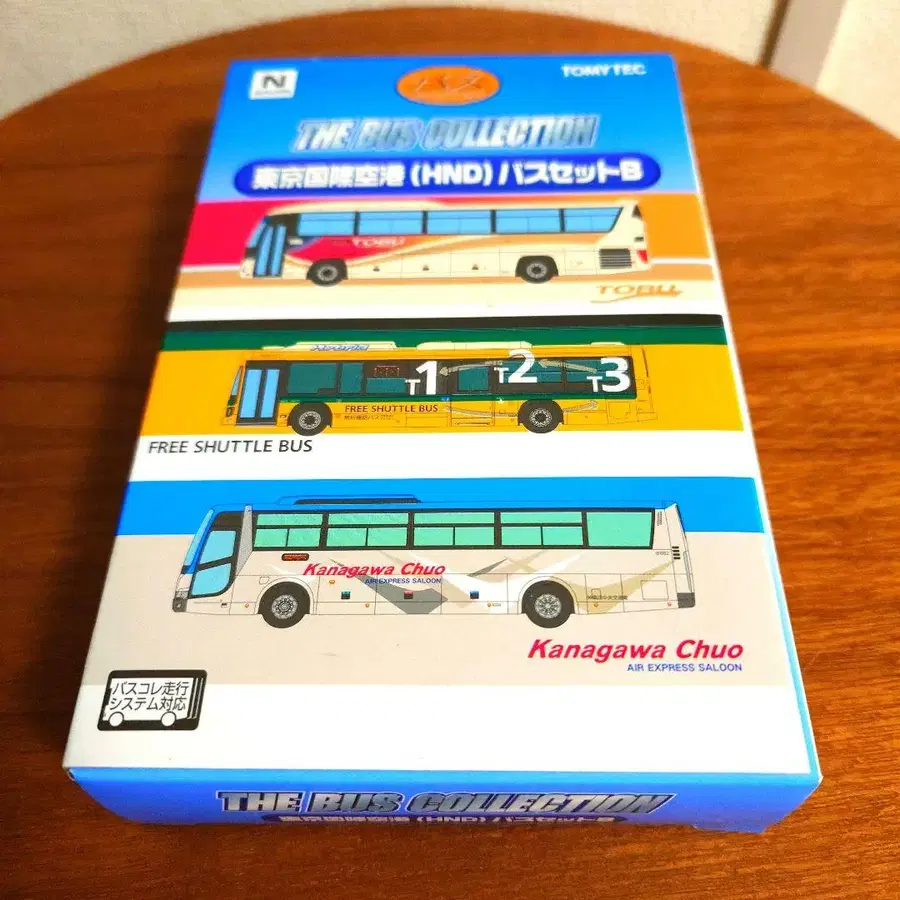 N
TOMYTEC
バス
THE BUS COLLECTION
東京国際空港(HND)バスセットB
TOBU
TOBU
T1 T2 T3
FREE SHUTTLE BUS
FREE SHUTTLE BUS
Kanagawa Chuo
AIR EXPRESS SALOON
Kanagawa Chuo
AIR EXPRESS SALOON
バスコレ走行
システム対応
THE BUS COLLECTION
東京国際空港(HND)バスセットB